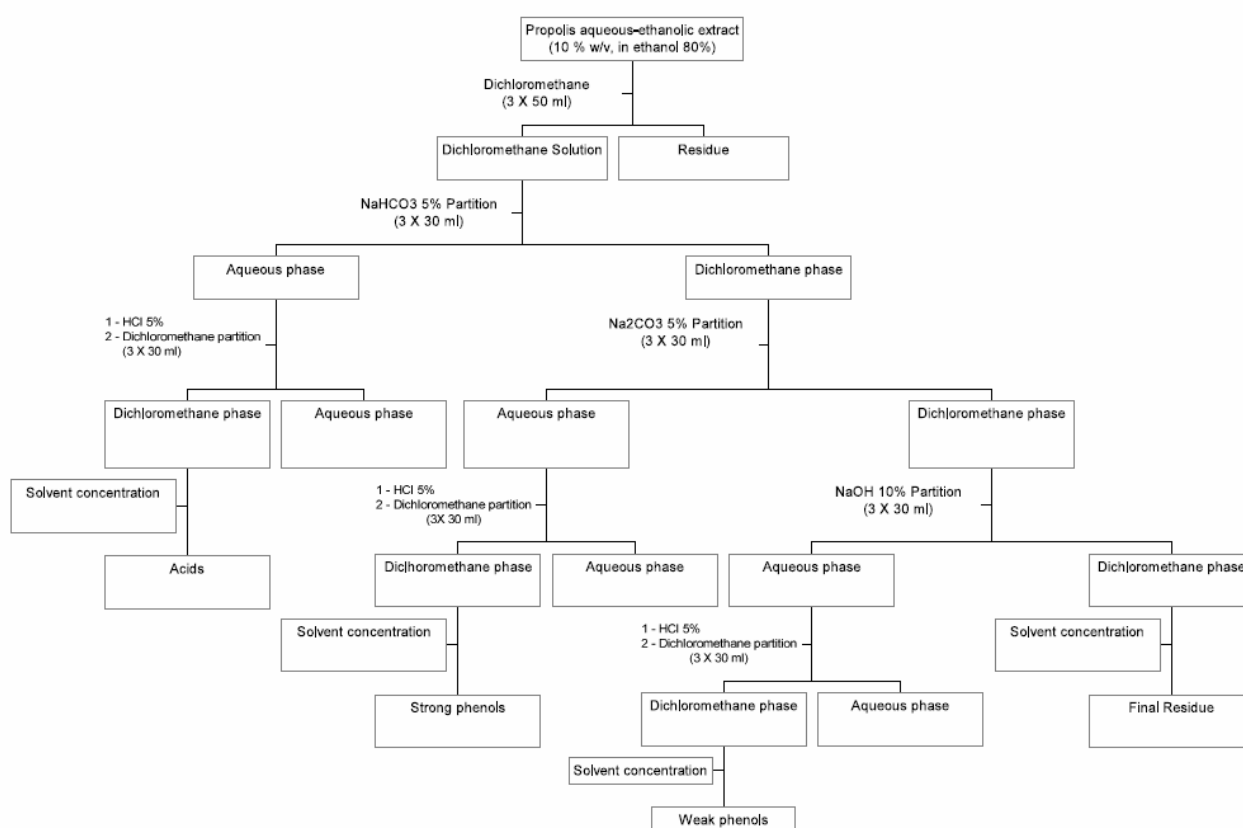 Propolis aqueous-ethanolic extract
(10 % w/v, in ethanol 80%)
Dichloromethane
(3 X 50 ml)
Dichloromethane Solution
Residue
NaHCO3 5% Partition
(3 X 30 ml)
Aqueous phase
Dichloromethane phase
1 - HCl 5%
2 - Dichloromethane partition
(3 X 30 ml)
Na2CO3 5% Partition
(3 X 30 ml)
Dichloromethane phase
Aqueous phase
Aqueous phase
Dichloromethane phase
Solvent concentration
1 - HCl 5%
2 - Dichloromethane partition
(3X 30 ml)
NaOH 10% Partition
(3 X 30 ml)
Acids
Diclhoromethane phase
Aqueous phase
Aqueous phase
Dichloromethane phase
Solvent concentration
1 - HCl 5%
2 - Dichloromethane partition
(3 X 30 ml)
Solvent concentration
Strong phenols
Dichloromethane phase
Aqueous phase
Final Residue
Solvent concentration
Weak phenols